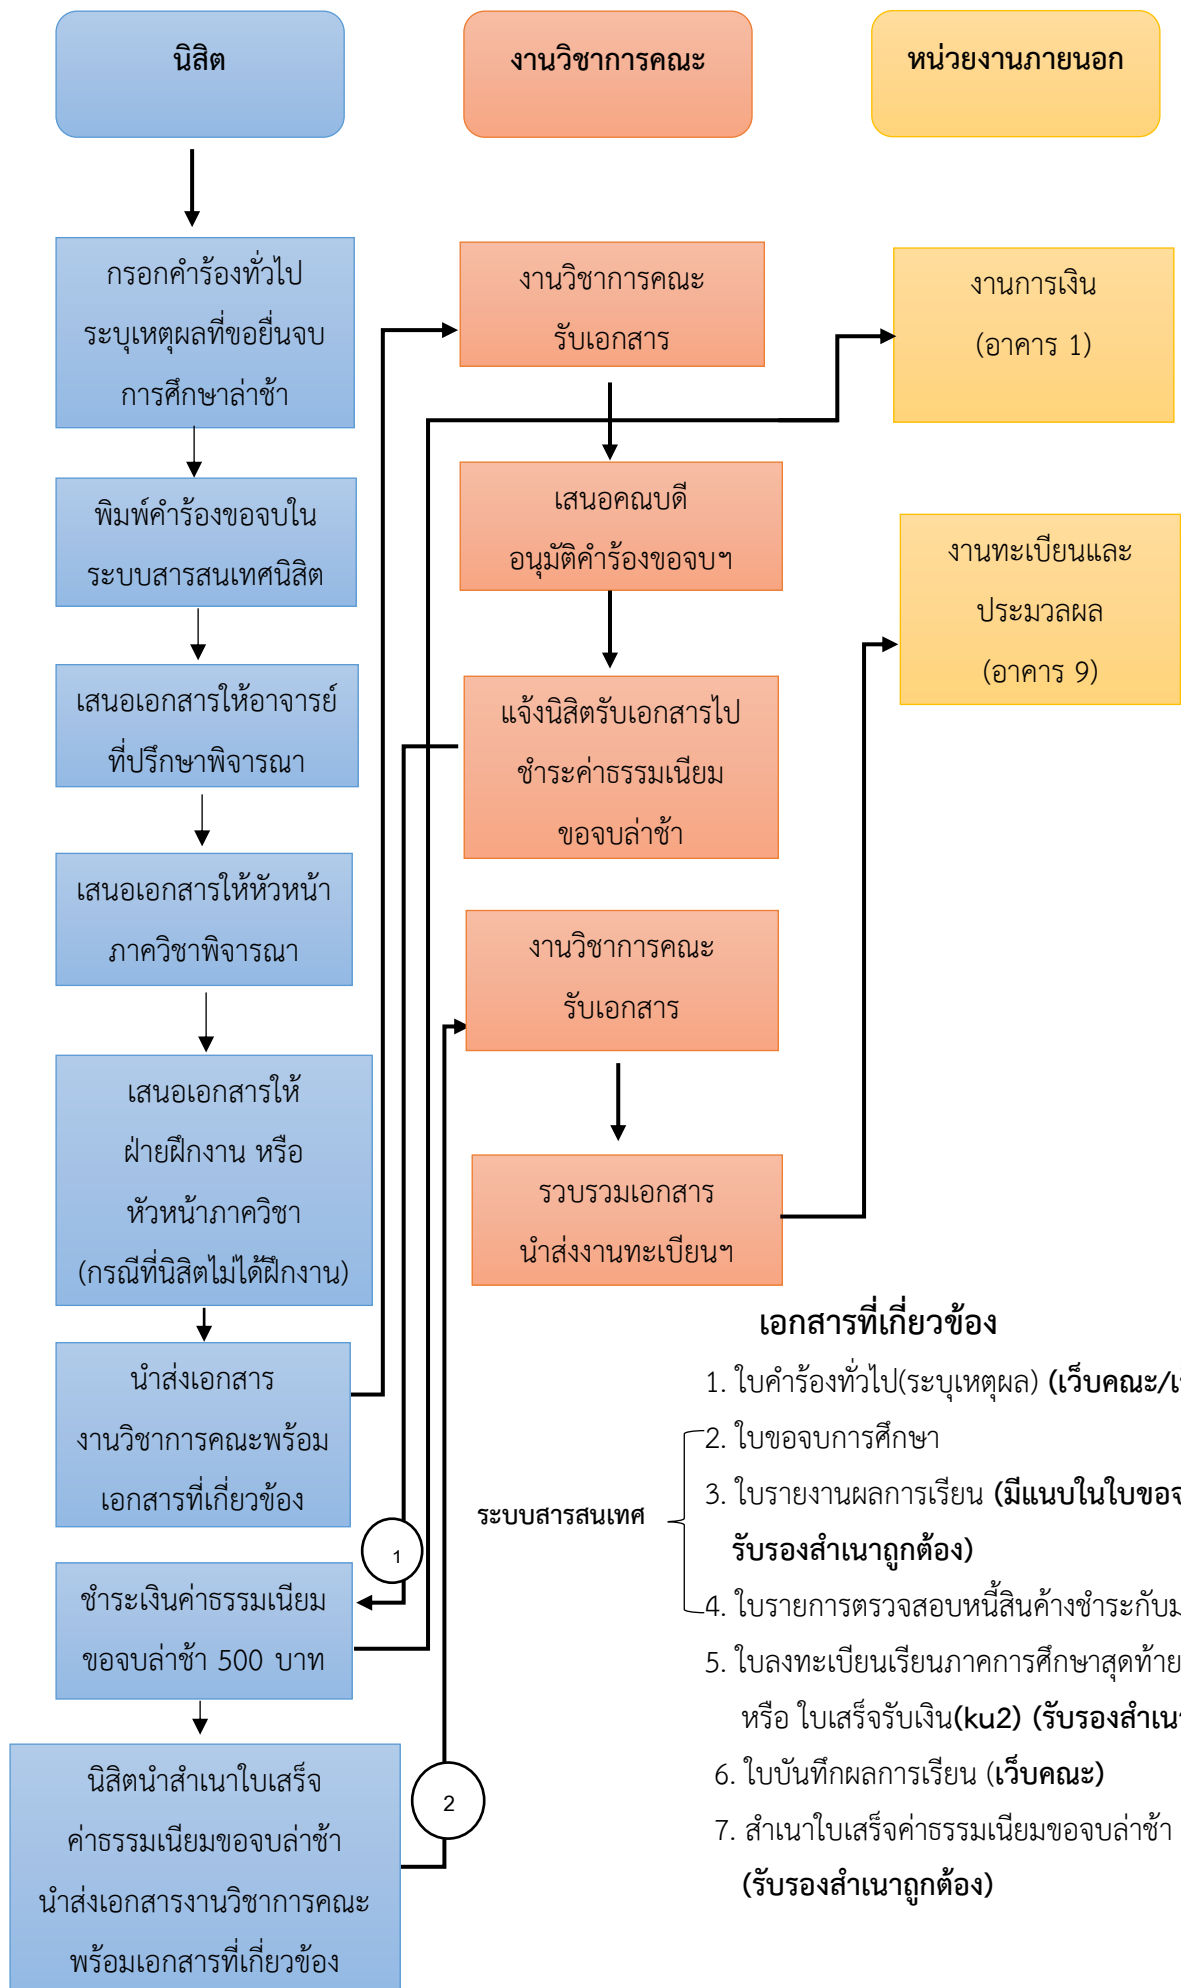 นิสิต
งานวิชาการคณะ
หน่วยงานภายนอก
กรอกคำร้องทั่วไป
ระบุเหตุผลที่ขอยื่นจบ
การศึกษาล่าช้า
พิมพ์คำร้องขอจบใน
ระบบสารสนเทศนิสิต
เสนอเอกสารให้อาจารย์
ที่ปรึกษาพิจารณา
เสนอเอกสารให้หัวหน้า
ภาควิชาพิจารณา
เสนอเอกสารให้
ฝ่ายฝึกงาน หรือ
หัวหน้าภาควิชา
(กรณีที่นิสิตไม่ได้ฝึกงาน)
นำส่งเอกสาร
งานวิชาการคณะพร้อม
เอกสารที่เกี่ยวข้อง
1
ชำระเงินค่าธรรมเนียม
ขอจบล่าช้า 500 บาท
2
นิสิตนำสำเนาใบเสร็จ
ค่าธรรมเนียมขอจบล่าช้า
นำส่งเอกสารงานวิชาการคณะ
พร้อมเอกสารที่เกี่ยวข้อง
งานวิชาการคณะ
รับเอกสาร
เสนอคณบดี
อนุมัติคำร้องขอจบฯ
แจ้งนิสิตรับเอกสารไป
ชำระค่าธรรมเนียม
ขอจบล่าช้า
งานวิชาการคณะ
รับเอกสาร
รวบรวมเอกสาร
นำส่งงานทะเบียนฯ
งานการเงิน
(อาคาร 1)
งานทะเบียนและ
ประมวลผล
(อาคาร 9)
เอกสารที่เกี่ยวข้อง
1. ใบคำร้องทั่วไป(ระบุเหตุผล) (เว็บคณะ/
2. ใบขอจบการศึกษา
3. ใบรายงานผลการเรียน (มีแนบในใบขอ
รับรองสำเนาถูกต้อง)
ระบบสารสนเทศ
4. ใบรายการตรวจสอบหนี้สินค้างชำระกับ
5. ใบลงทะเบียนเรียนภาคการศึกษาสุดท้าย
หรือ ใบเสร็จรับเงิน(ku2) (รับรองสำเนา
6. ใบบันทึกผลการเรียน (เว็บคณะ)
7. สำเนาใบเสร็จค่าธรรมเนียมขอจบล่าช้า
(รับรองสำเนาถูกต้อง)